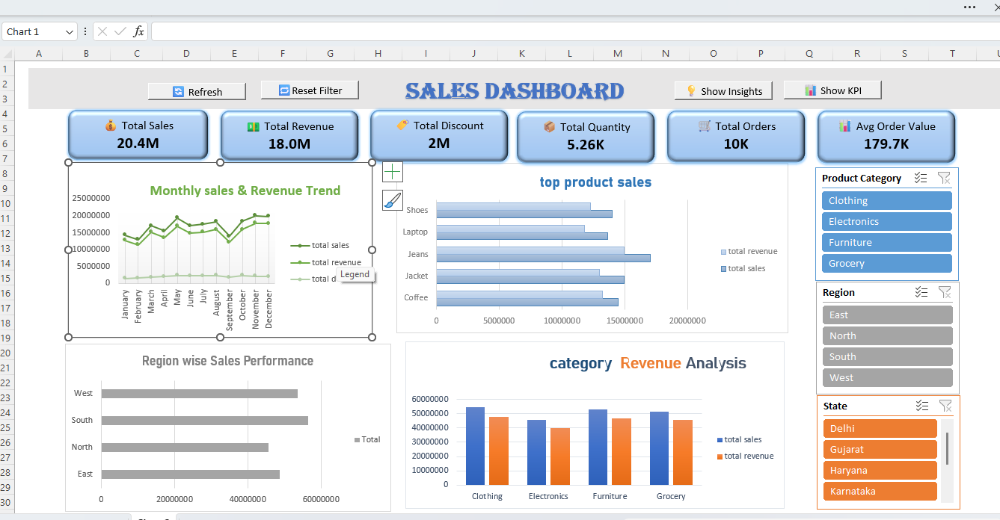 Chart 1
fx
A B C D E F G H I J K L M N O P Q R S T
1
2
3
4
5
6
7
8
9
10
11
12
13
14
15
16
17
18
19
20
21
22
23
24
25
26
27
28
29
30
Refresh
Reset Filter
SALES DASHBOARD
Show Insights
Show KPI
Total Sales
20.4M
Total Revenue
18.0M
Total Discount
2M
Total Quantity
5.26K
Total Orders
10K
Avg Order Value
179.7K
Monthly sales & Revenue Trend
25000000
20000000
15000000
10000000
5000000
0
January February March April May June July August September October November December
total sales
total revenue
total d
Legend
top product sales
Shoes
Laptop
Jeans
Jacket
Coffee
0 5000000 10000000 15000000 20000000
total revenue
total sales
Product Category
Clothing
Electronics
Furniture
Grocery
Region
East
North
South
West
State
Delhi
Gujarat
Haryana
Karnataka
Region wise Sales Performance
West
South
North
East
0 20000000 40000000 60000000
Total
category Revenue Analysis
60000000
50000000
40000000
30000000
20000000
10000000
0
Clothing Electronics Furniture Grocery
total sales
total revenue